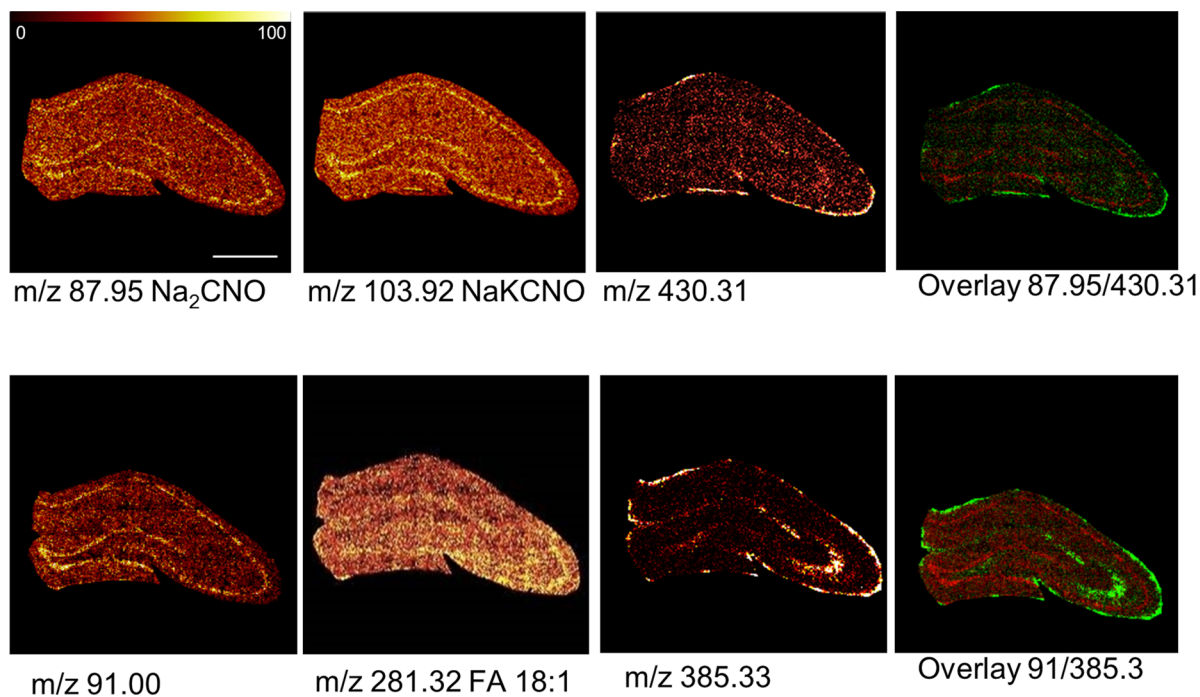 0 100
m/z 87.95 Na₂CNO
m/z 103.92 NaKCNO
m/z 430.31
Overlay 87.95/430.31
m/z 91.00
m/z 281.32 FA 18:1
m/z 385.33
Overlay 91/385.3